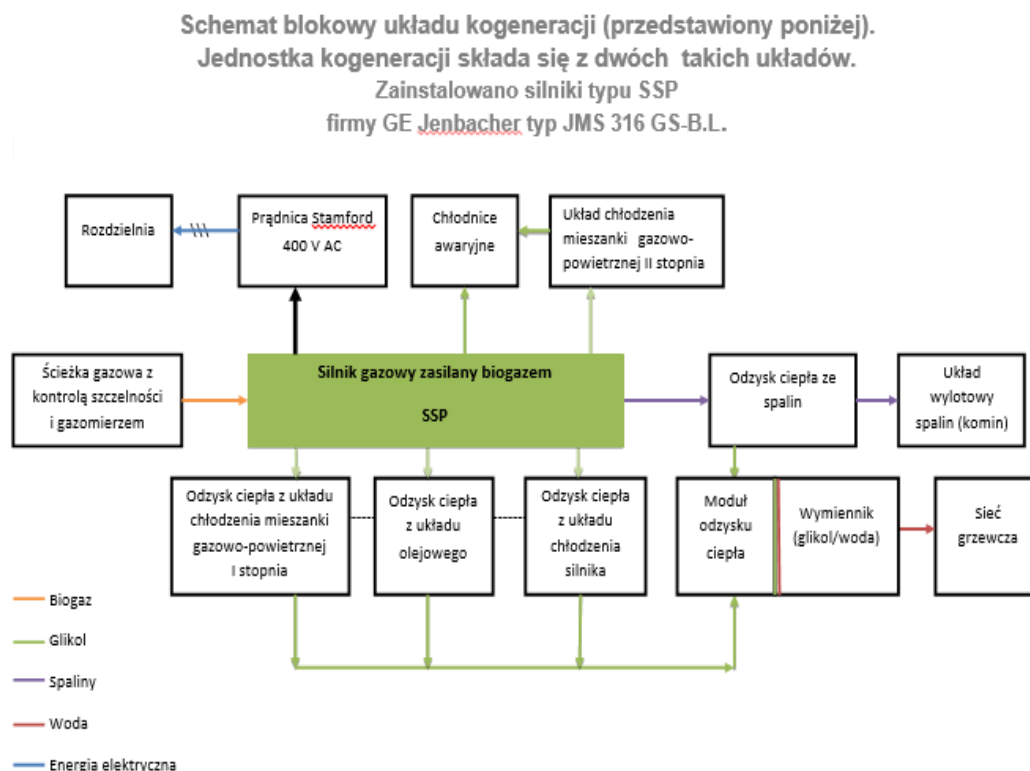 Schemat blokowy układu kogeneracji (przedstawiony poniżej).
Jednostka kogeneracji składa się z dwóch takich układów.
Zainstalowano silniki typu SSP
firmy GE Jenbacher typ JMS 316 GS-B.L.
Rozdzielnia
Prądnica Stamford
400 V AC
Chłodnice
awaryjne
Układ chłodzenia
mieszanki gazowo-
powietrznej II stopnia
Ścieżka gazowa z
kontrolą szczelności
i gazomierzem
Silnik gazowy zasilany biogazem
SSP
Odzysk ciepła ze
spalin
Układ
wylotowy
spalin (komin)
Odzysk ciepła z układu
chłodzenia mieszanki
gazowo-powietrznej
I stopnia
Odzysk ciepła
z układu
olejowego
Odzysk ciepła
z układu
chłodzenia
silnika
Moduł
odzysku
ciepła
Wymiennik
(glikol/woda)
Sieć
grzewcza
Biogaz
Glikol
Spaliny
Woda
Energia elektryczna